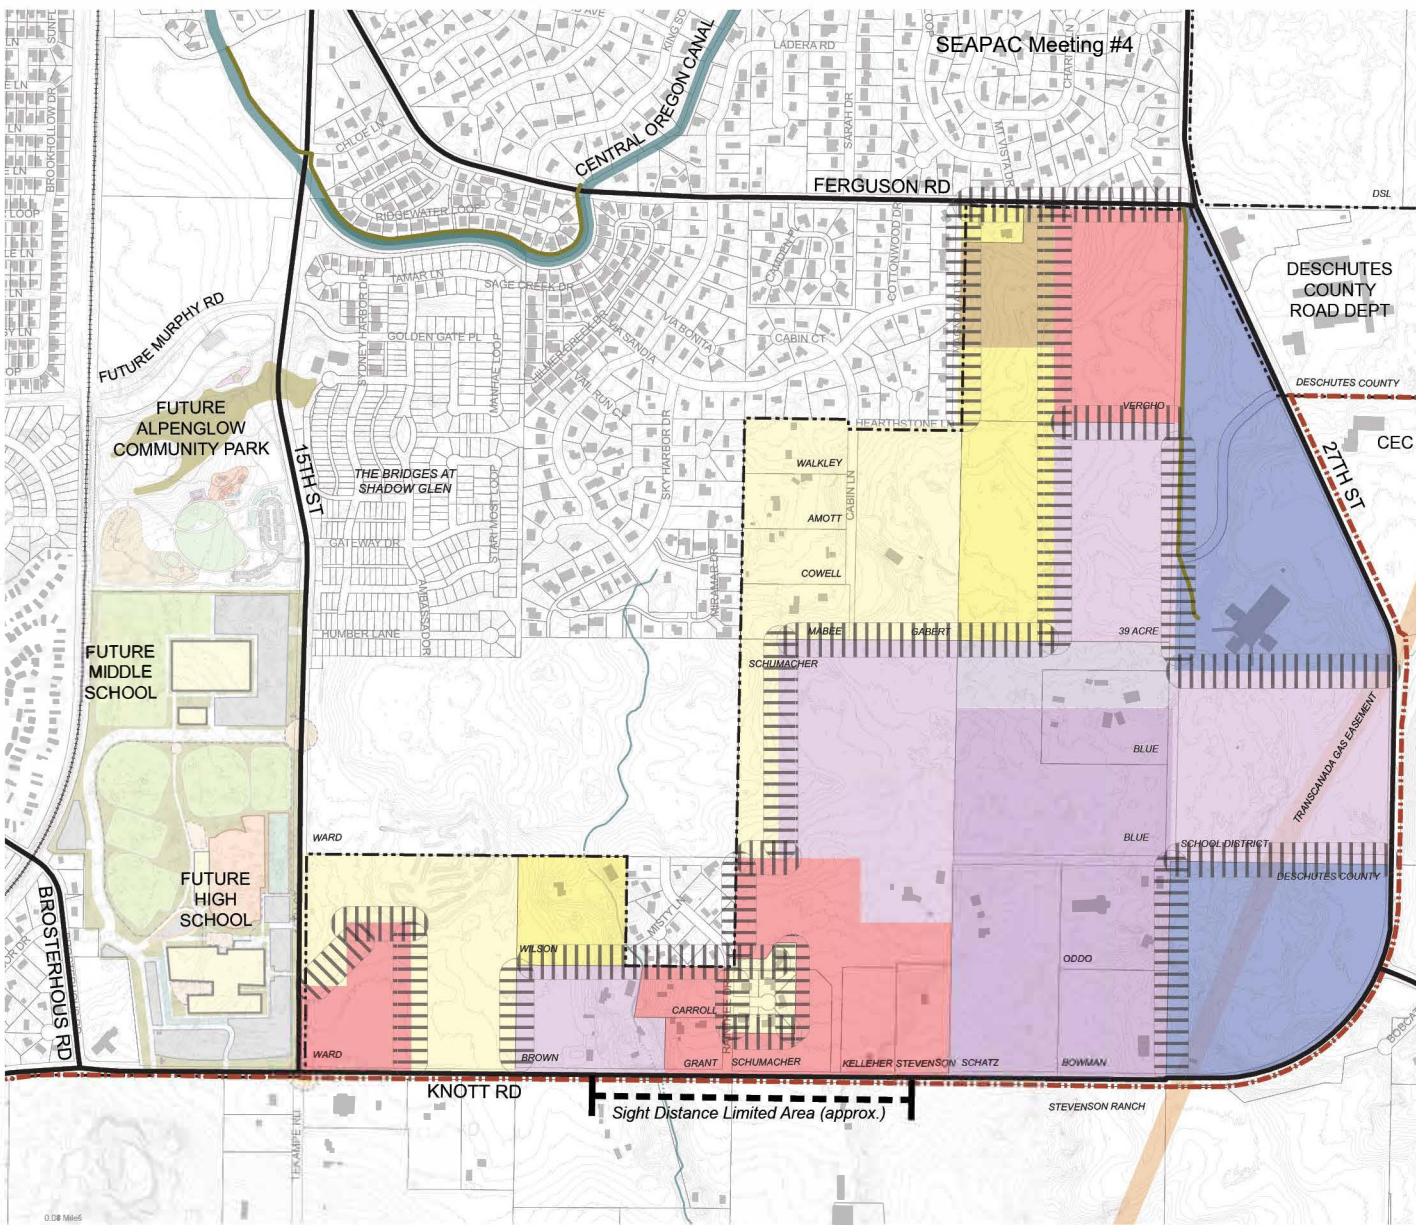 SEAPAC Meeting #4
LADERA RD
KING SO
LOOP
SUNFL
LN
E LN
BROOKHOLLOW DR
CENTRAL OREGON CANAL
CHLOE LN
SARAH DR
MT VISTA DR
FERGUSON RD
DSL
RIDGEWATER LOOP
COTTONWOOD DR
CAMDEN PL
TAMAR LN
SAGE CREEK DR
DESCHUTES
COUNTY
ROAD DEPT
FUTURE MURPHY RD
SYDNEY HARBOR DR
GOLDEN GATE PL
VIA SANDIA
VIA BONITA
CABIN CT
DESCHUTES COUNTY
VAIL RUN
VERGHO
FUTURE
ALPENGLOW
COMMUNITY PARK
HEARTHSTONE LN
SKY HARBOR DR
CEC
27TH ST
15TH ST
THE BRIDGES AT
SHADOW GLEN
WALKLEY
CABIN LN
AMOTT
GATEWAY DR
COWELL
AMBASSADOR
MIRAMAR DR
HUMBER LANE
MABEE
GABERT
39 ACRE
FUTURE
MIDDLE
SCHOOL
SCHUMACHER
TRANSCANADA GAS EASEMENT
BLUE
WARD
BLUE
SCHOOL DISTRICT
DESCHUTES COUNTY
FUTURE
HIGH
SCHOOL
BROSTERHOUS RD
MISTY LN
WILSON
ODDO
CARROLL
WARD
BROWN
GRANT
SCHUMACHER
KELLEHER
STEVENSON
SCHATZ
BOWMAN
KNOTT RD
Sight Distance Limited Area (approx.)
STEVENSON RANCH
TEKAMPE RD
0.08 Miles